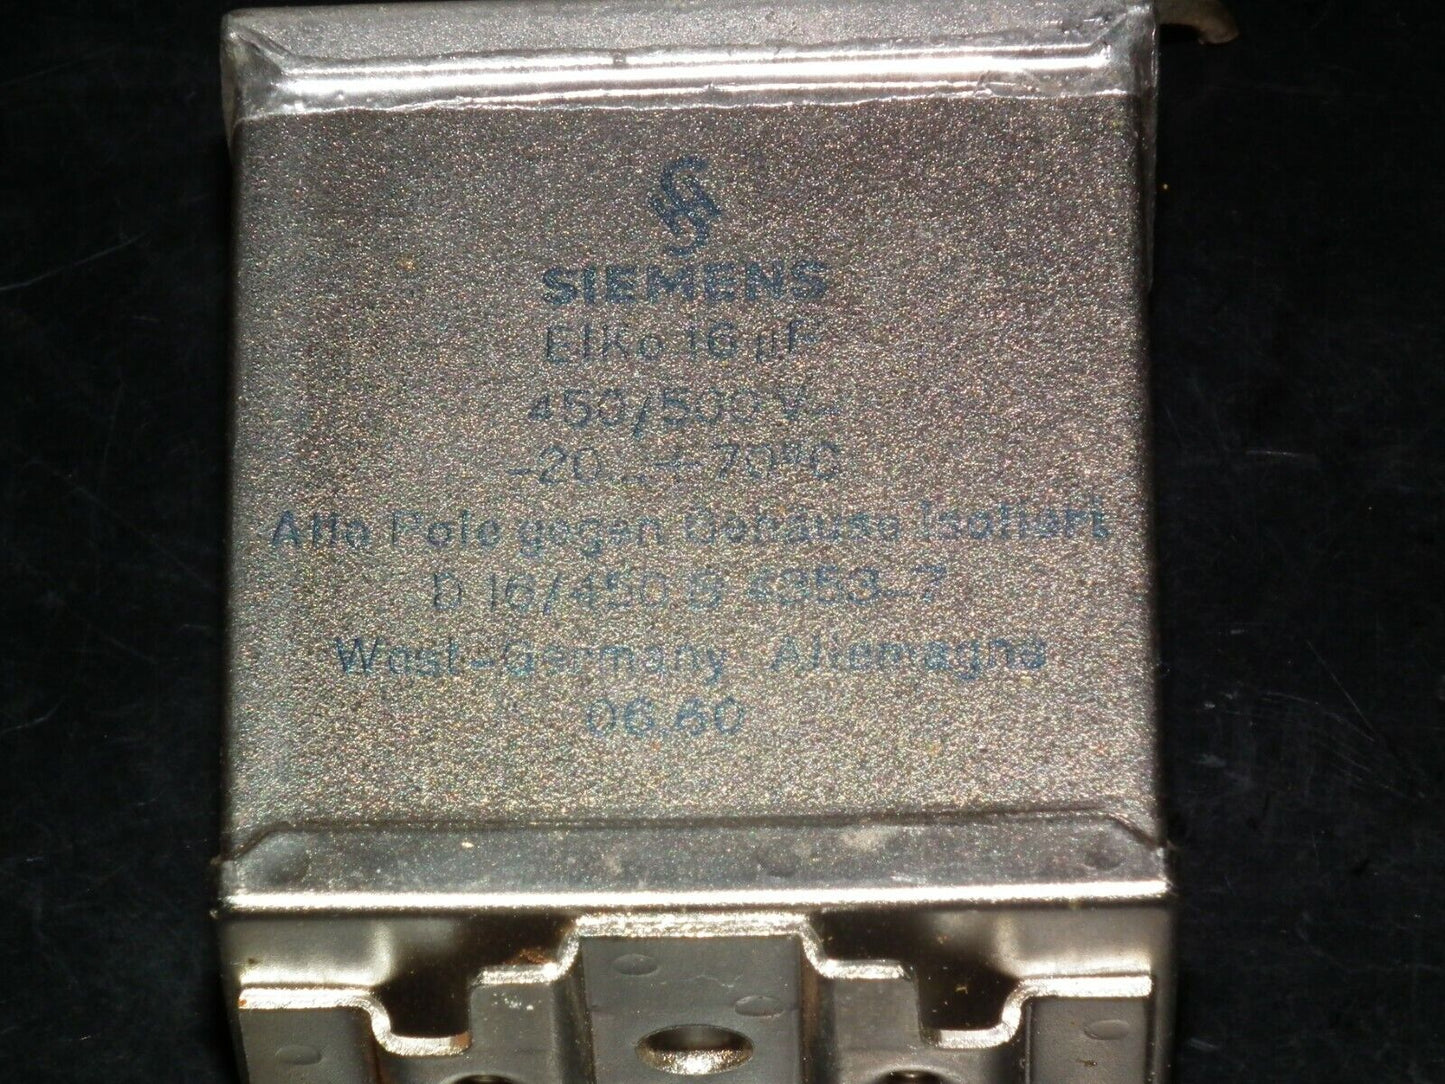 SIEMENS
ElKo 16 µF
450/500 V-
-20...+70°C
Alle Pole gegen Gehäuse isoliert
D 16/450 B 4353-7
West-Germany Allemagne
06.60